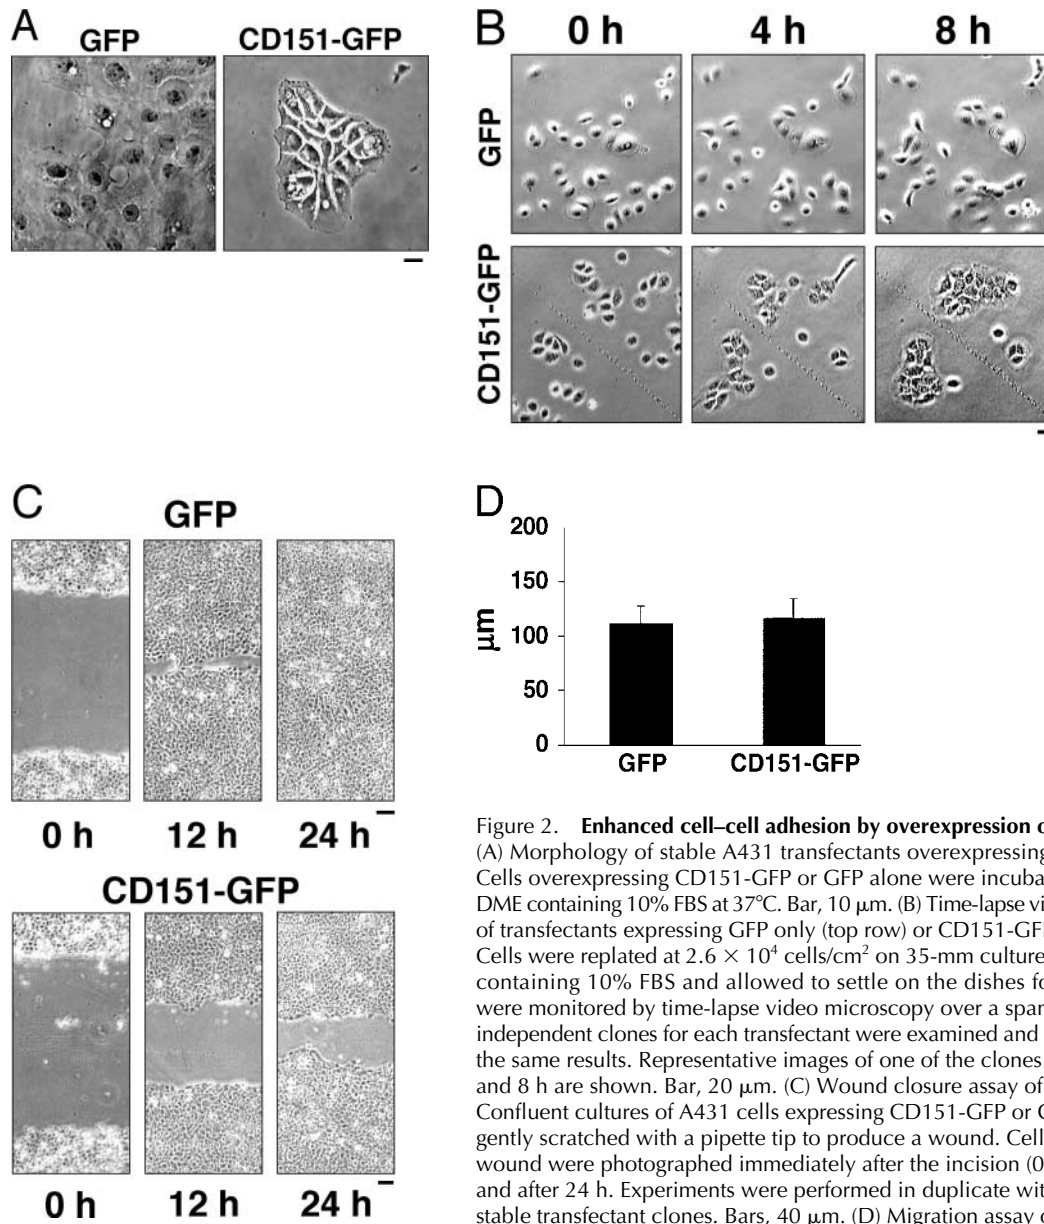 A
GFP
CD151-GFP
B
0 h
4 h
8 h
GFP
CD151-GFP
C
GFP
0 h
12 h
24 h
CD151-GFP
0 h
12 h
24 h
D
200
150
100
50
0
μm
GFP
CD151-GFP
Figure 2. Enhanced cell–cell adhesion by overexpression o
(A) Morphology of stable A431 transfectants overexpressing
Cells overexpressing CD151-GFP or GFP alone were incuba
DME containing 10% FBS at 37°C. Bar, 10 μm. (B) Time-lapse vi
of transfectants expressing GFP only (top row) or CD151-GF
Cells were replated at 2.6 × 10⁴ cells/cm² on 35-mm culture
containing 10% FBS and allowed to settle on the dishes fo
were monitored by time-lapse video microscopy over a span
independent clones for each transfectant were examined and
the same results. Representative images of one of the clones
and 8 h are shown. Bar, 20 μm. (C) Wound closure assay of
Confluent cultures of A431 cells expressing CD151-GFP or
gently scratched with a pipette tip to produce a wound. Cell
wound were photographed immediately after the incision (0
and after 24 h. Experiments were performed in duplicate wit
stable transfectant clones. Bars, 40 μm. (D) Migration assay o